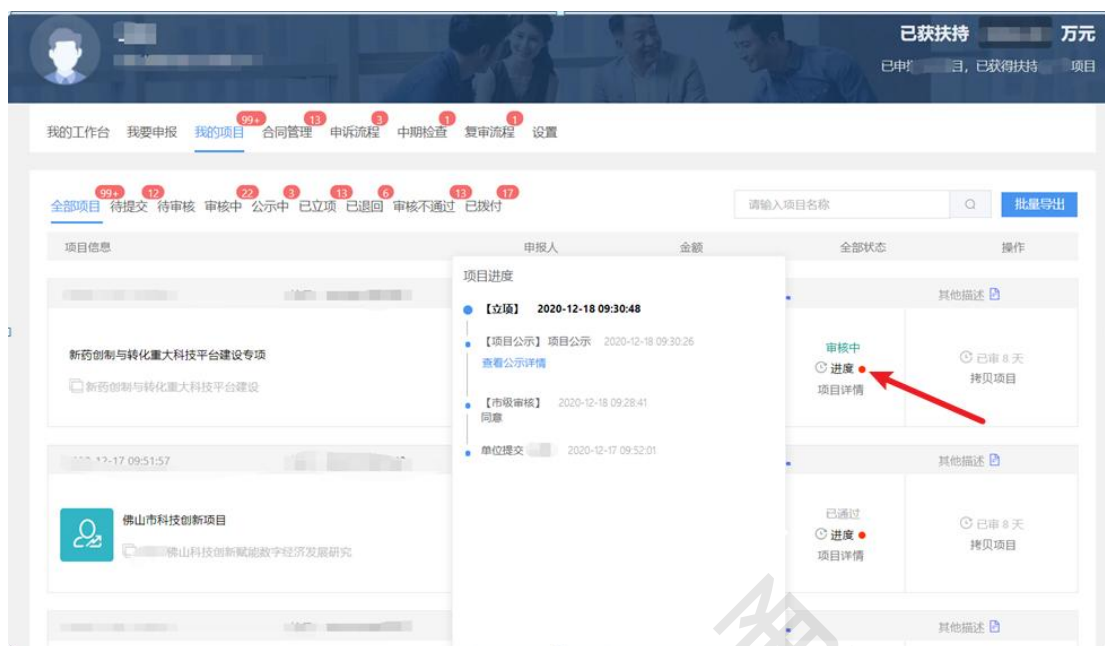 已获扶持 万元
已申 目，已获得扶持 项目
99+ 13 3 1 1
我的工作台 我要申报 我的项目 合同管理 申诉流程 中期检查 复审流程 设置
99+ 12 22 3 13 6 13 17
全部项目 待提交 待审核 审核中 公示中 已立项 已退回 审核不通过 已拨付
请输入项目名称 批量导出
项目信息 申报人 金额 全部状态 操作
项目进度
其他描述
【立项】 2020-12-18 09:30:48
【项目公示】项目公示 2020-12-18 09:30:26
查看公示详情
新药创制与转化重大科技平台建设专项
新药创制与转化重大科技平台建设
审核中
进度
项目详情
已审 8 天
拷贝项目
【市级审核】 2020-12-18 09:28:41
同意
单位提交 2020-12-17 09:52:01
12-17 09:51:57
其他描述
佛山市科技创新项目
佛山科技创新赋能数字经济发展研究
已通过
进度
项目详情
已审 8 天
拷贝项目
其他描述